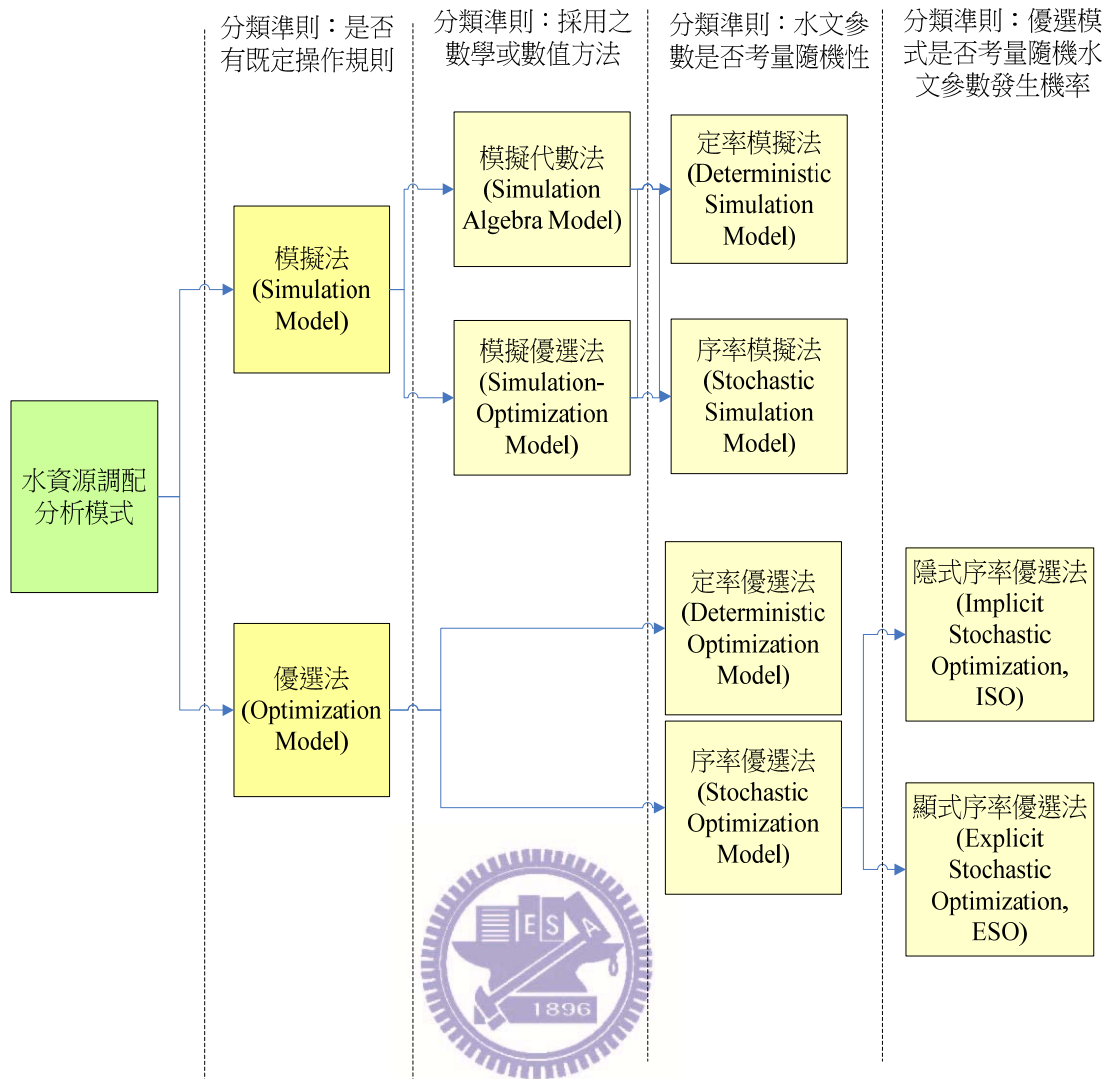 分類準則：是否
有既定操作規則
分類準則：採用之
數學或數值方法
分類準則：水文參
數是否考量隨機性
分類準則：優選模
式是否考量隨機水
文參數發生機率
水資源調配
分析模式
模擬法
(Simulation
Model)
優選法
(Optimization
Model)
模擬代數法
(Simulation
Algebra Model)
模擬優選法
(Simulation-
Optimization
Model)
定率模擬法
(Deterministic
Simulation
Model)
序率模擬法
(Stochastic
Simulation
Model)
定率優選法
(Deterministic
Optimization
Model)
序率優選法
(Stochastic
Optimization
Model)
隱式序率優選法
(Implicit
Stochastic
Optimization,
ISO)
顯式序率優選法
(Explicit
Stochastic
Optimization,
ESO)
E S A
1896